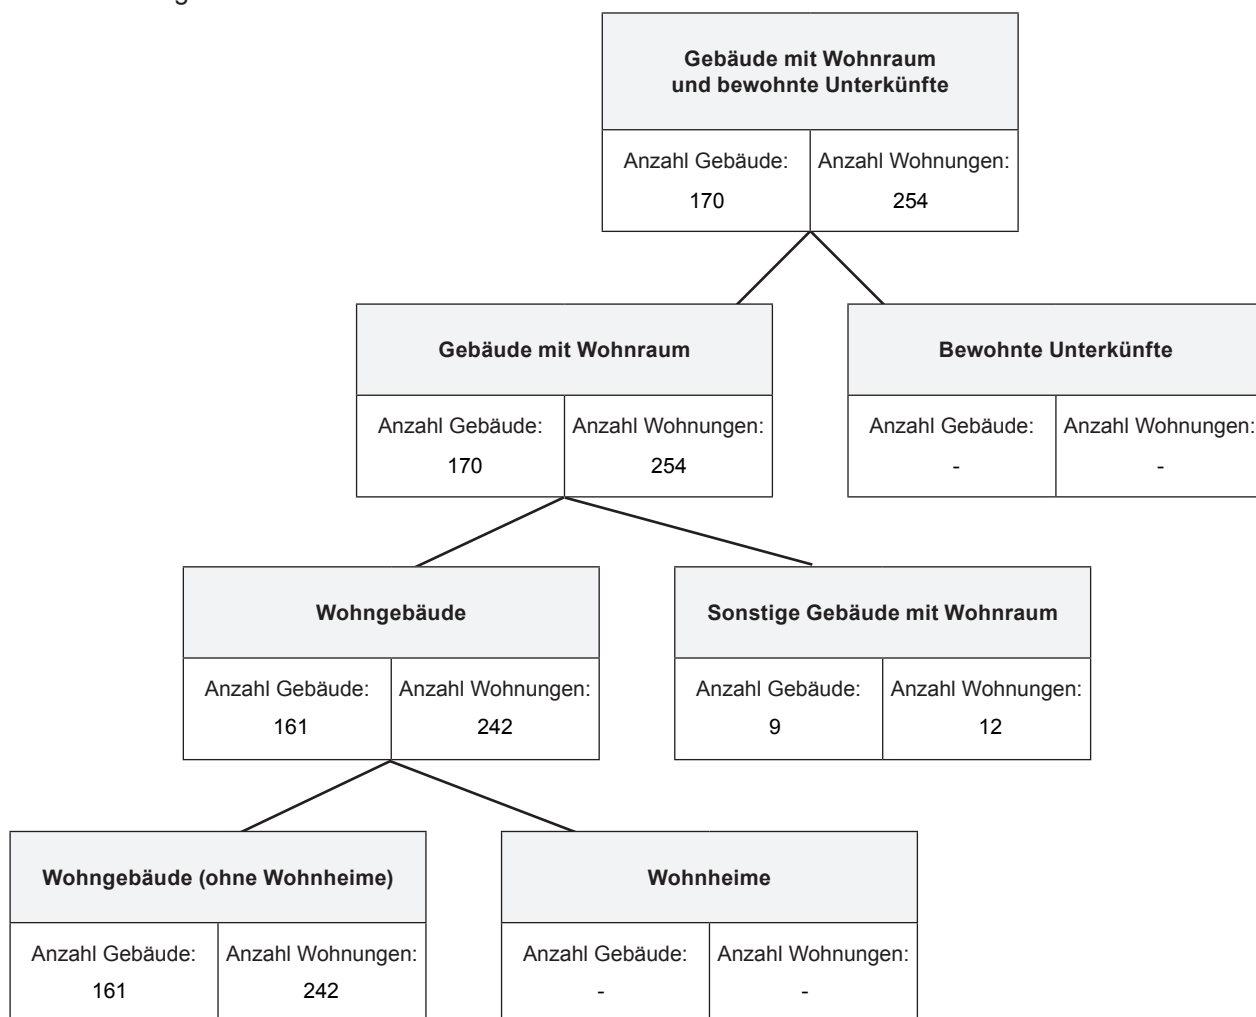 Gebäude mit Wohnraum
und bewohnte Unterkünfte
Anzahl Gebäude:
170
Anzahl Wohnungen:
254
Gebäude mit Wohnraum
Anzahl Gebäude:
170
Anzahl Wohnungen:
254
Bewohnte Unterkünfte
Anzahl Gebäude:
-
Anzahl Wohnungen:
-
Wohngebäude
Anzahl Gebäude:
161
Anzahl Wohnungen:
242
Sonstige Gebäude mit Wohnraum
Anzahl Gebäude:
9
Anzahl Wohnungen:
12
Wohngebäude (ohne Wohnheime)
Anzahl Gebäude:
161
Anzahl Wohnungen:
242
Wohnheime
Anzahl Gebäude:
-
Anzahl Wohnungen:
-